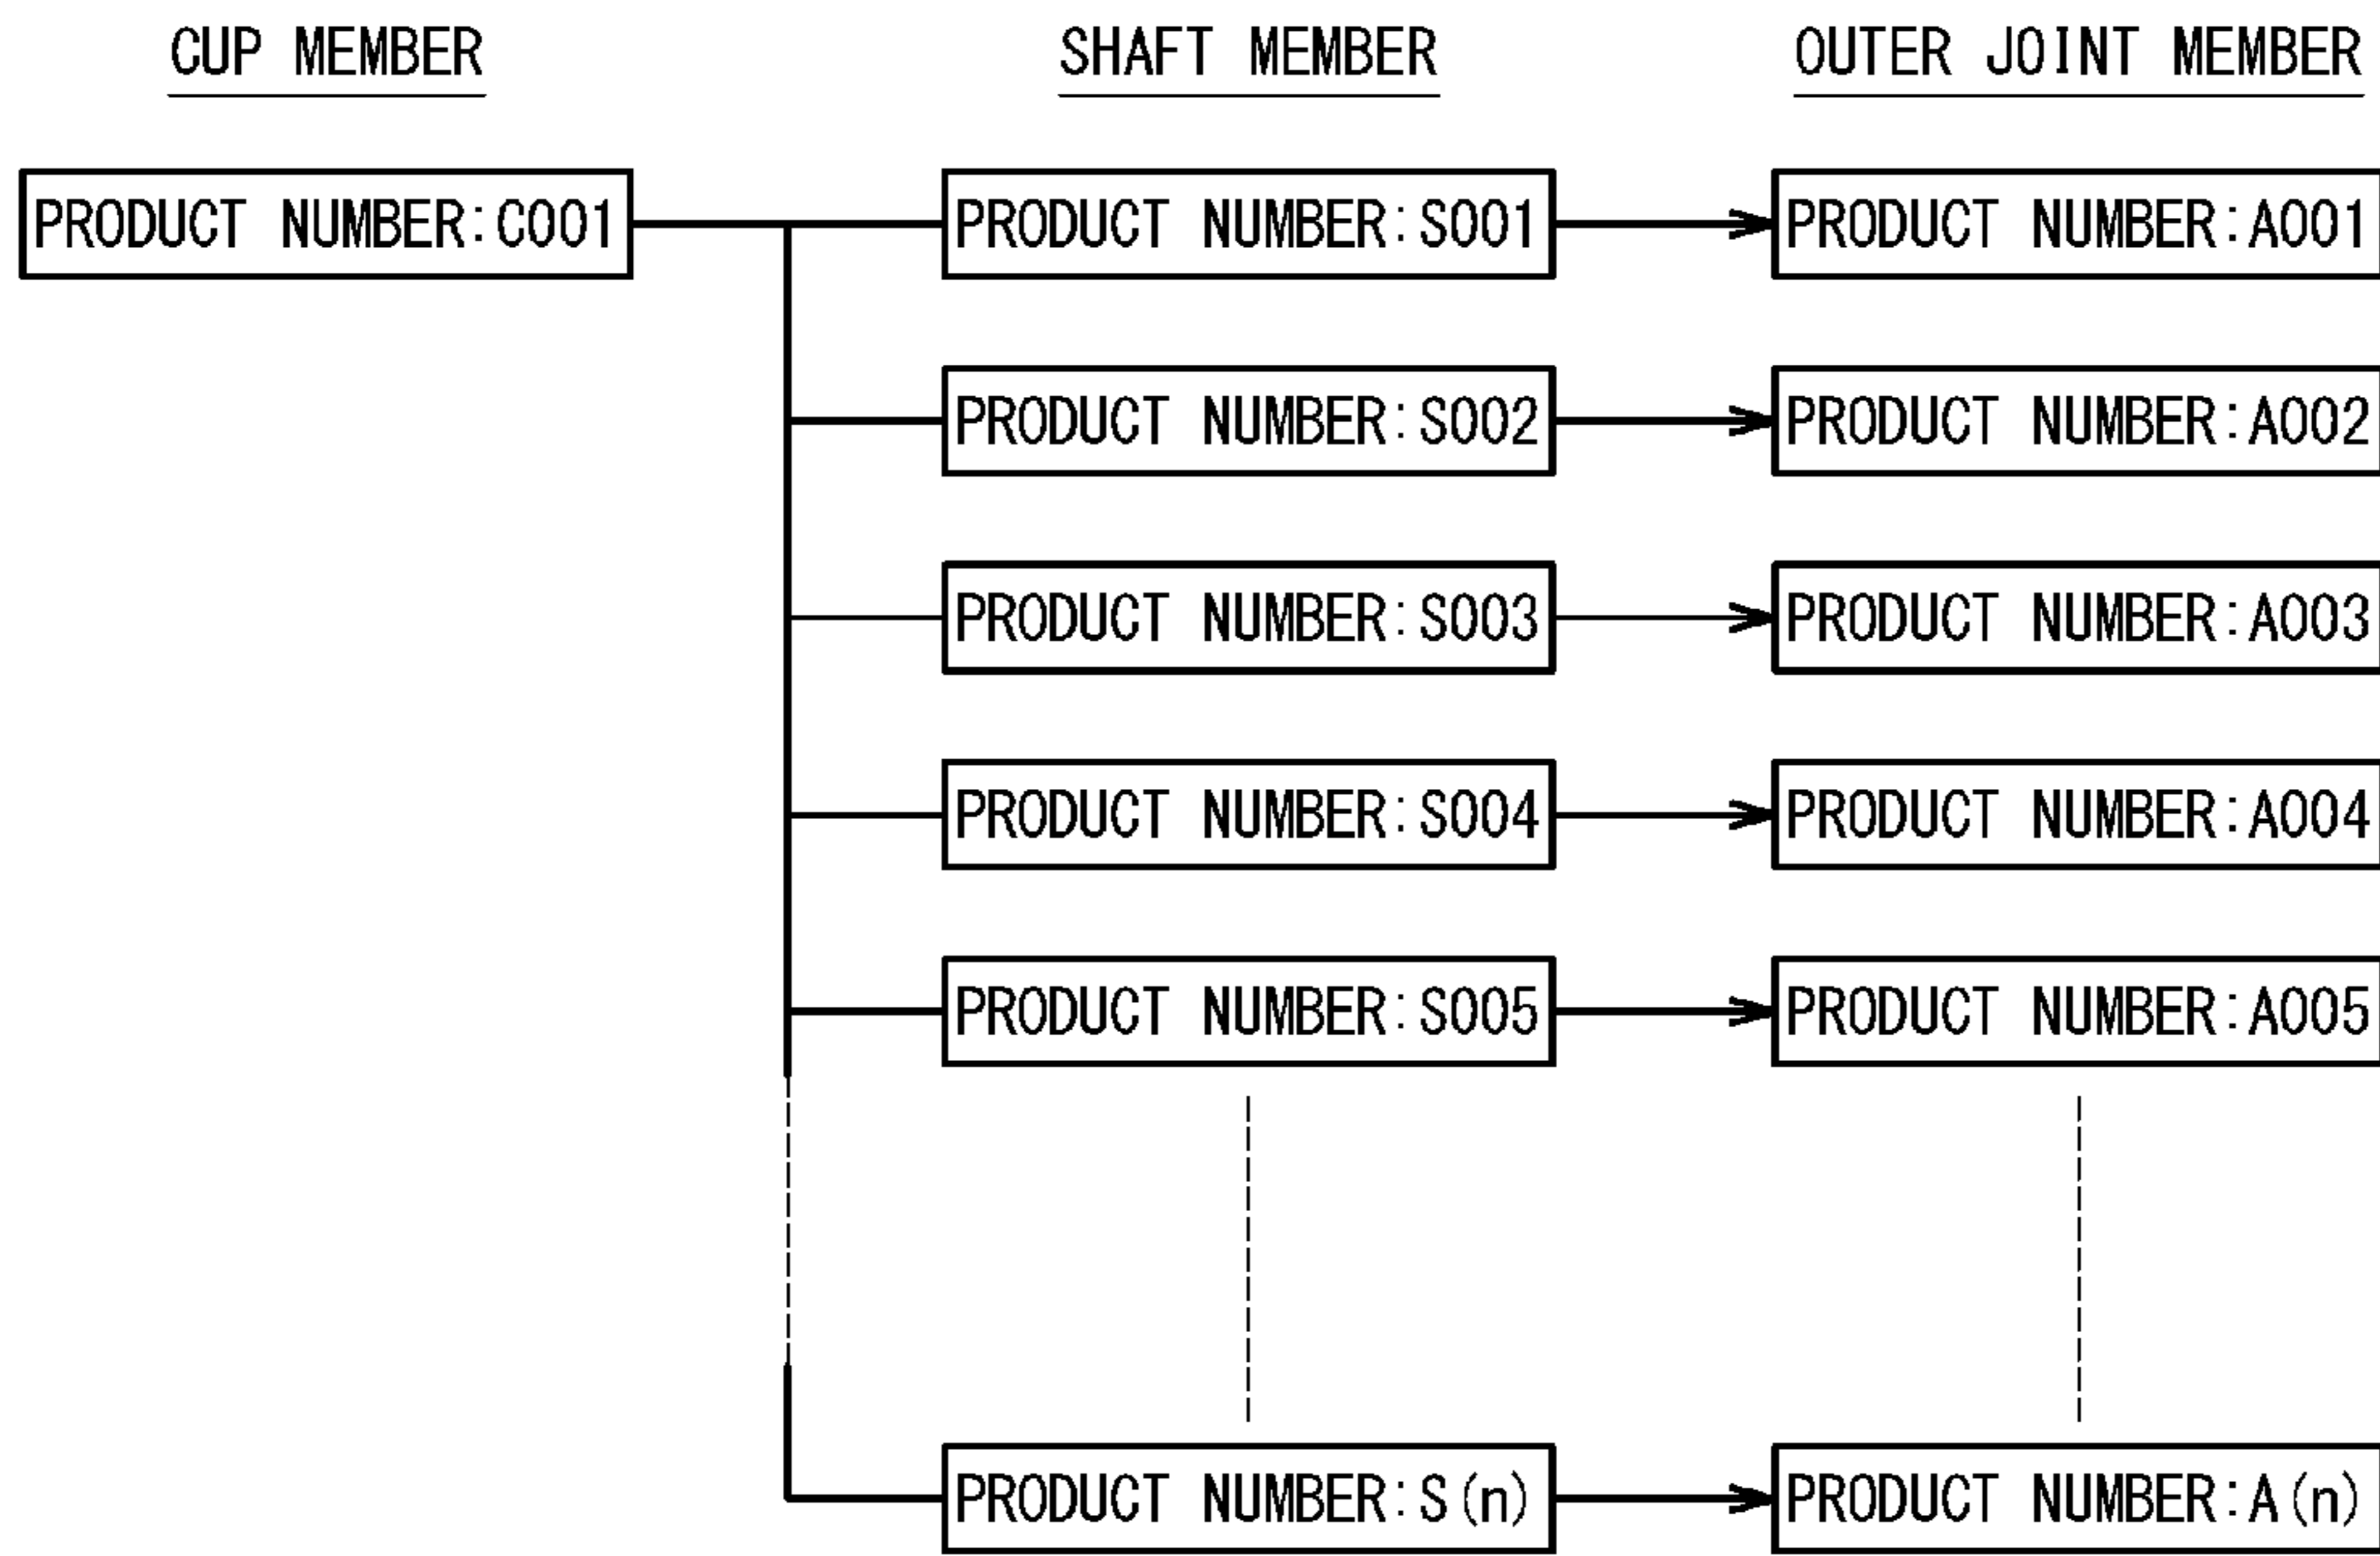 CUP MEMBER SHAFT MEMBER OUTER JOINT MEMBER
PRODUCT NUMBER:C001 PRODUCT NUMBER:S001 PRODUCT NUMBER:A001
PRODUCT NUMBER:S002 PRODUCT NUMBER:A002
PRODUCT NUMBER:S003 PRODUCT NUMBER:A003
PRODUCT NUMBER:S004 PRODUCT NUMBER:A004
PRODUCT NUMBER:S005 PRODUCT NUMBER:A005
PRODUCT NUMBER:S(n) PRODUCT NUMBER:A(n)